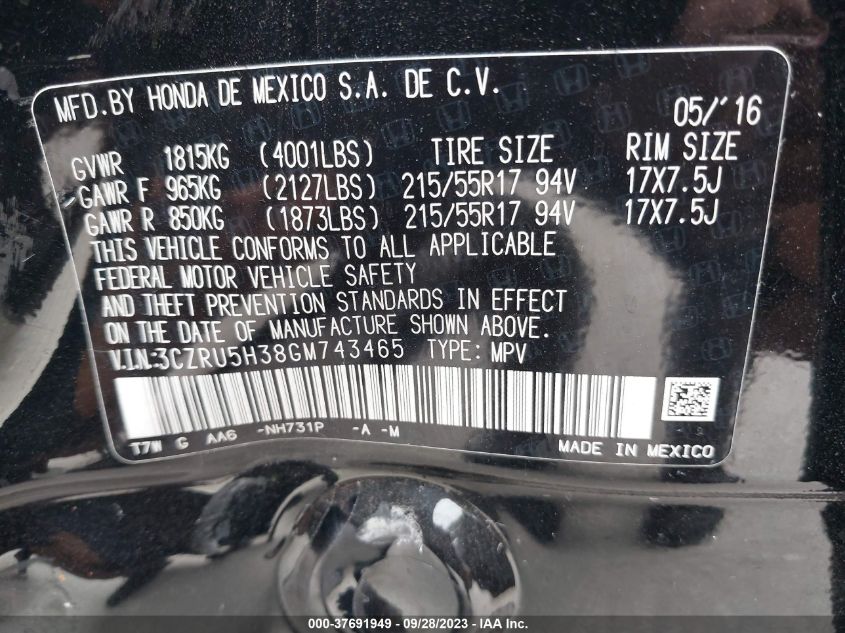 MFD.BY HONDA DE MEXICO S.A. DE C.V.
05/'16
GVWR 1815KG (4001LBS) TIRE SIZE RIM SIZE
GAWR F 965KG (2127LBS) 215/55R17 94V 17X7.5J
GAWR R 850KG (1873LBS) 215/55R17 94V 17X7.5J
THIS VEHICLE CONFORMS TO ALL APPLICABLE
FEDERAL MOTOR VEHICLE SAFETY
AND THEFT PREVENTION STANDARDS IN EFFECT
ON THE DATE OF MANUFACTURE SHOWN ABOVE.
V.I.N:3CZRU5H38GM743465 TYPE: MPV
T7W G AA6 -NH731P -A -M
MADE IN MEXICO
000-37691949 - 09/28/2023 - Copyright © IAA, Inc.